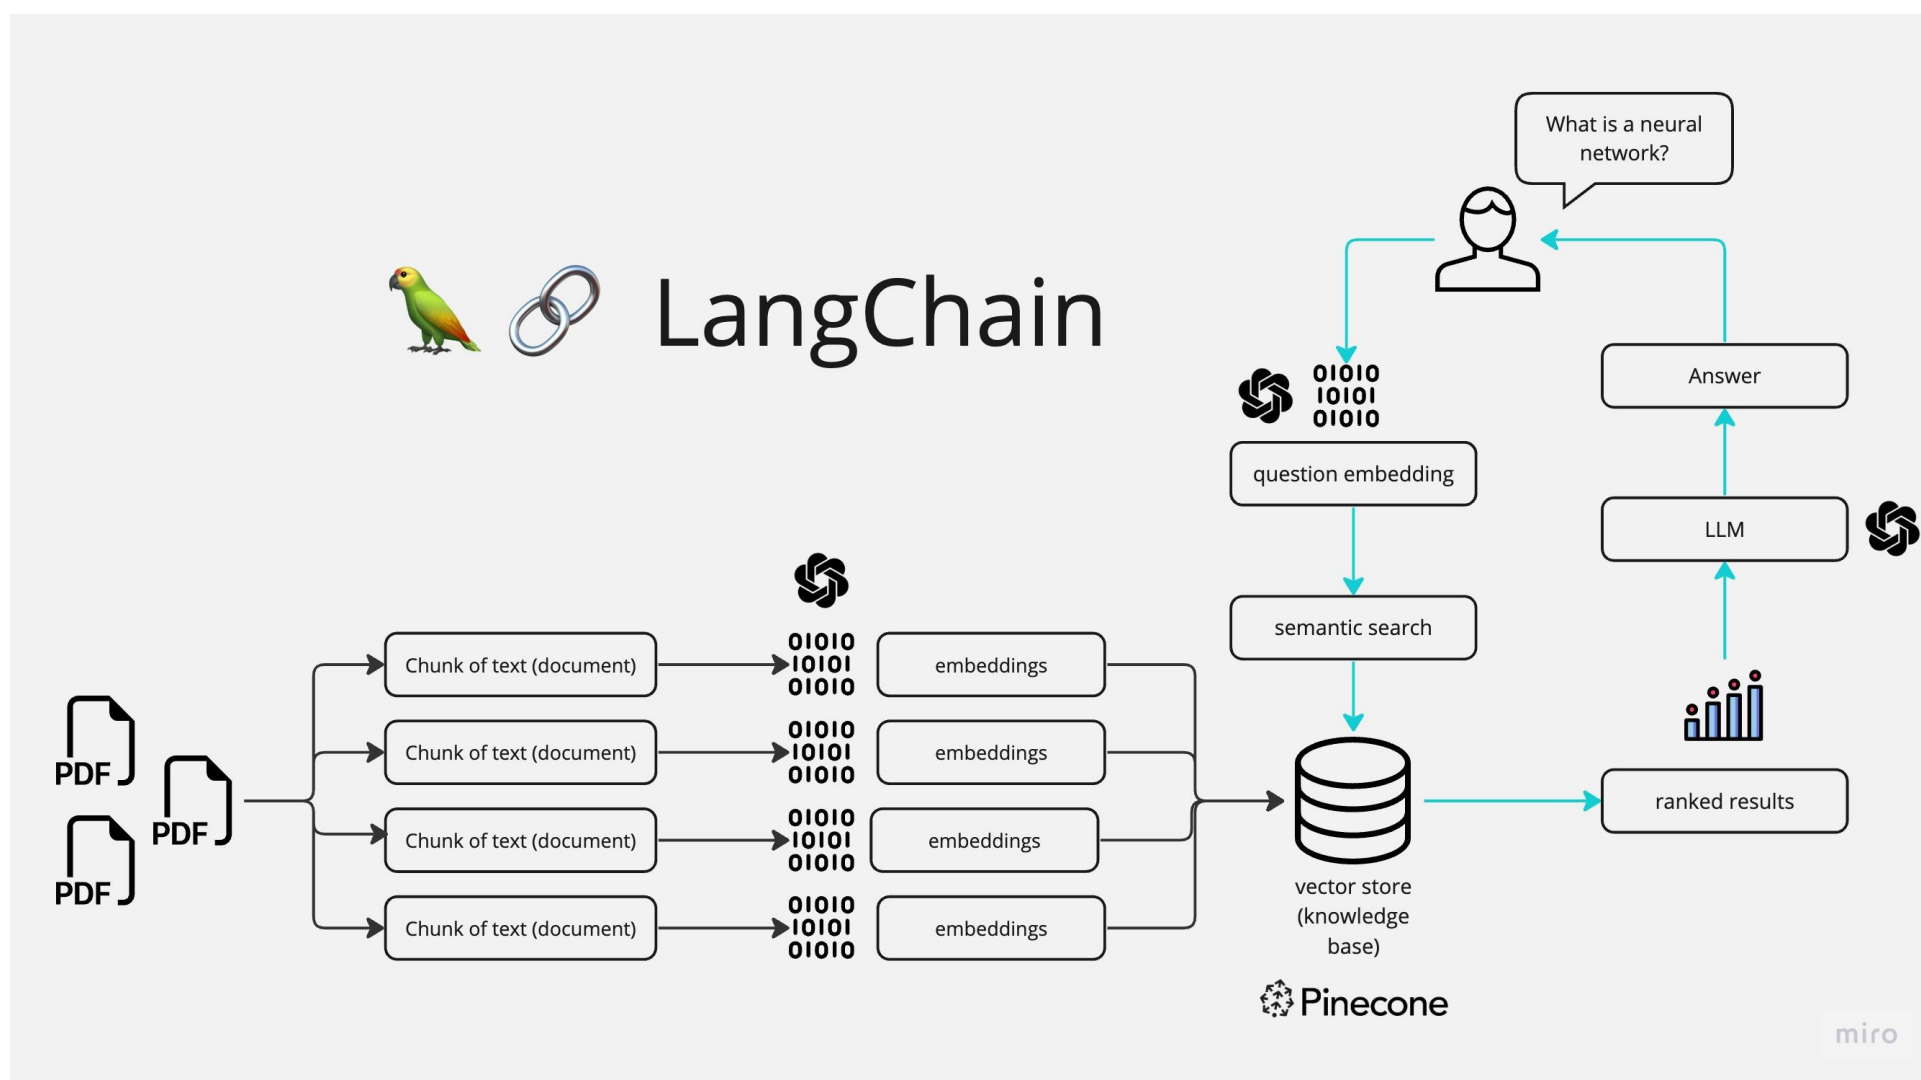 What is a neural
network?
LangChain
01010
10101
01010
Answer
question embedding
LLM
semantic search
01010
10101
01010
Chunk of text (document)
embeddings
01010
10101
01010
Chunk of text (document)
embeddings
01010
10101
01010
Chunk of text (document)
embeddings
01010
10101
01010
Chunk of text (document)
embeddings
PDF
PDF
PDF
ranked results
vector store
(knowledge
base)
Pinecone
miro